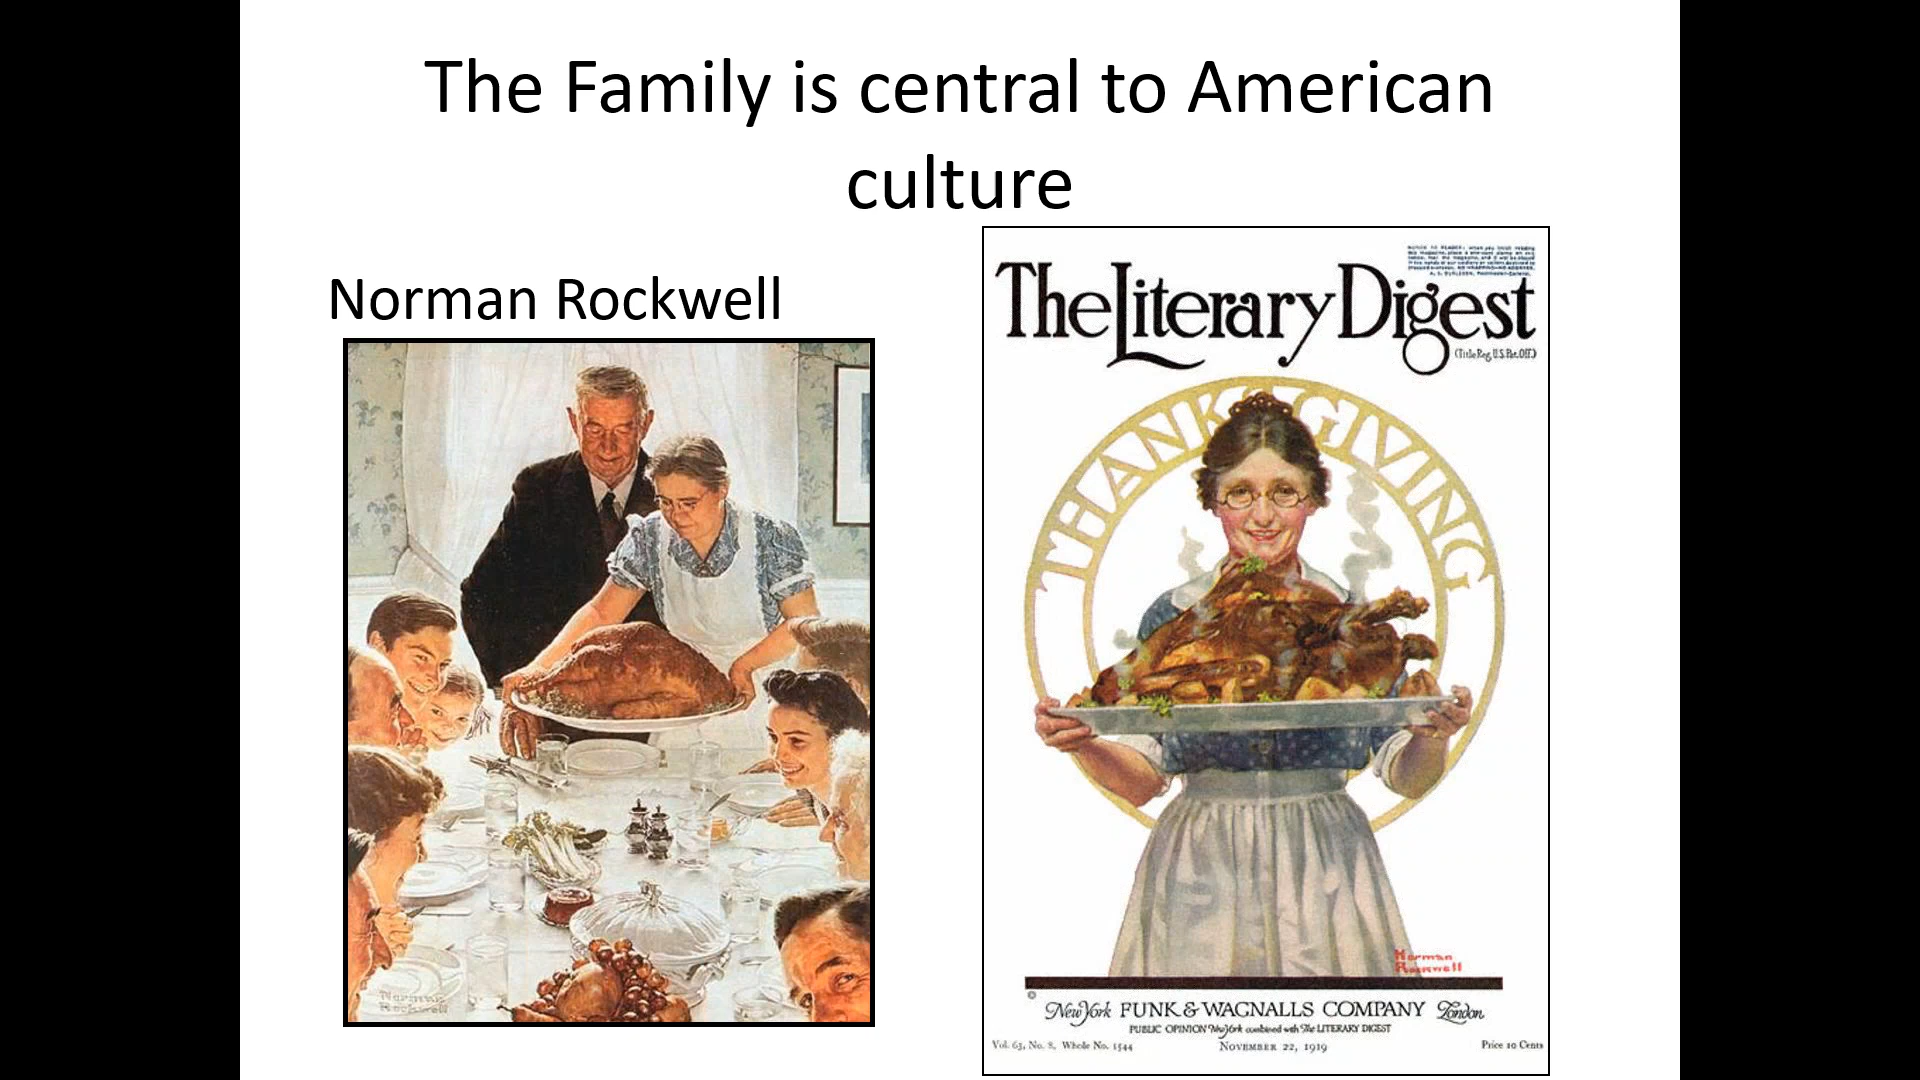 The Family is central to American
culture
Norman Rockwell
Norman
Rockwell
The Literary Digest
(Title Reg. U.S. Pat. Off.)
THANKSGIVING
Norman
Rockwell
©
New York FUNK & WAGNALLS COMPANY London
PUBLIC OPINION New York combined with The LITERARY DIGEST
Vol. 63, No. 8, Whole No. 1544
NOVEMBER 22, 1919
Price 10 Cents